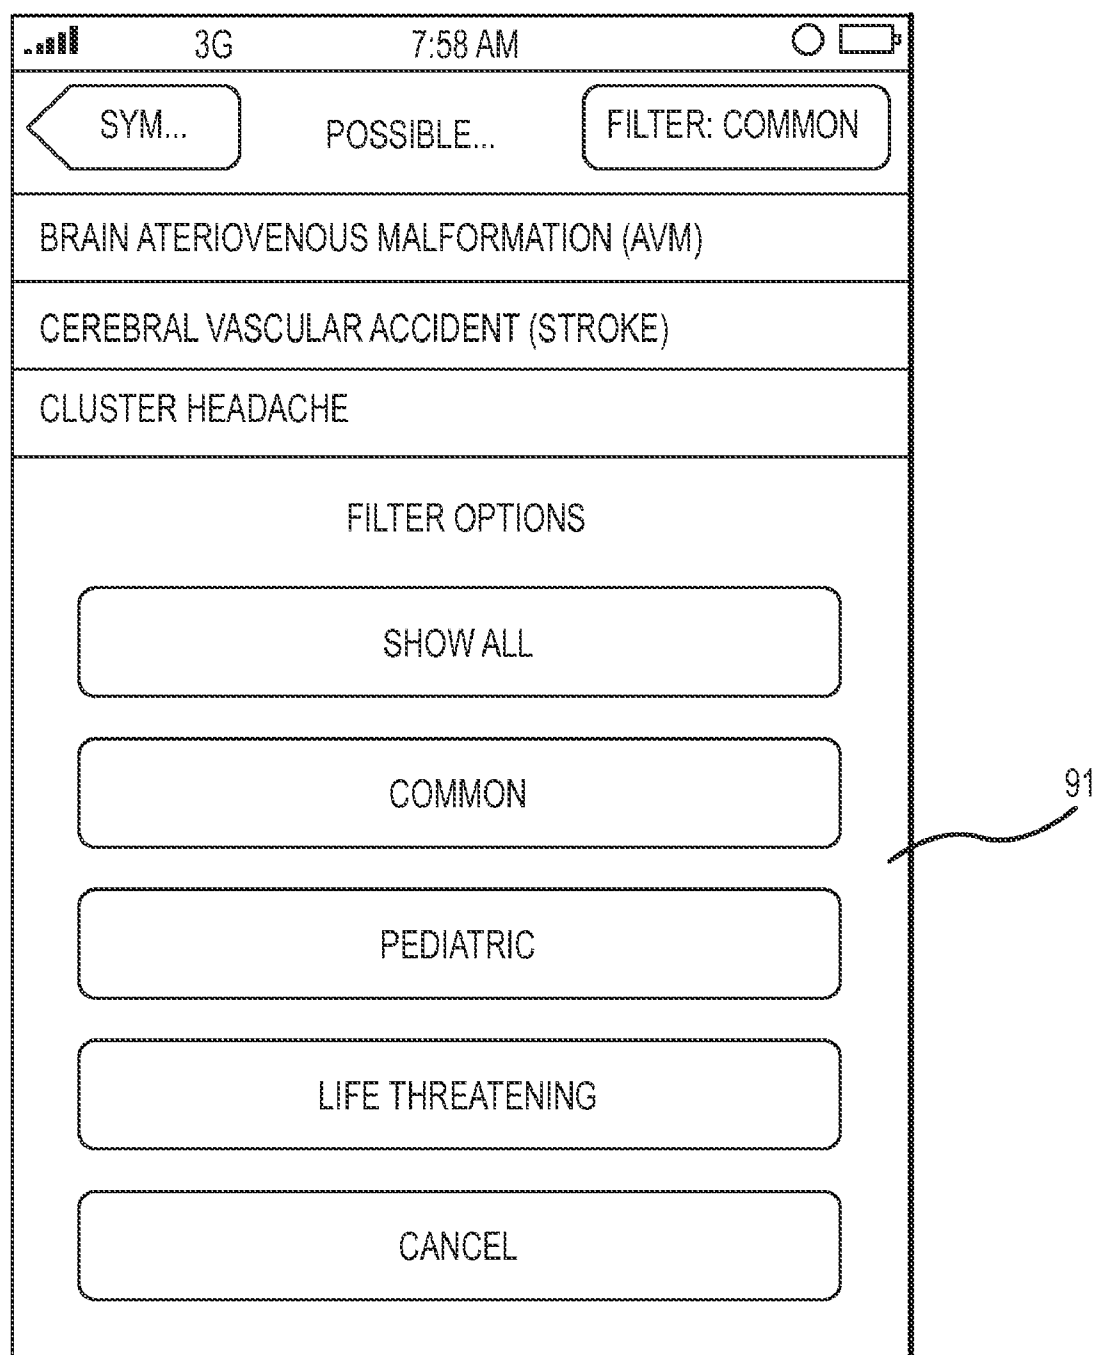 3G 7:58 AM
SYM... POSSIBLE... FILTER: COMMON
BRAIN ATERIOVENOUS MALFORMATION (AVM)
CEREBRAL VASCULAR ACCIDENT (STROKE)
CLUSTER HEADACHE
FILTER OPTIONS
SHOW ALL
COMMON
91
PEDIATRIC
LIFE THREATENING
CANCEL